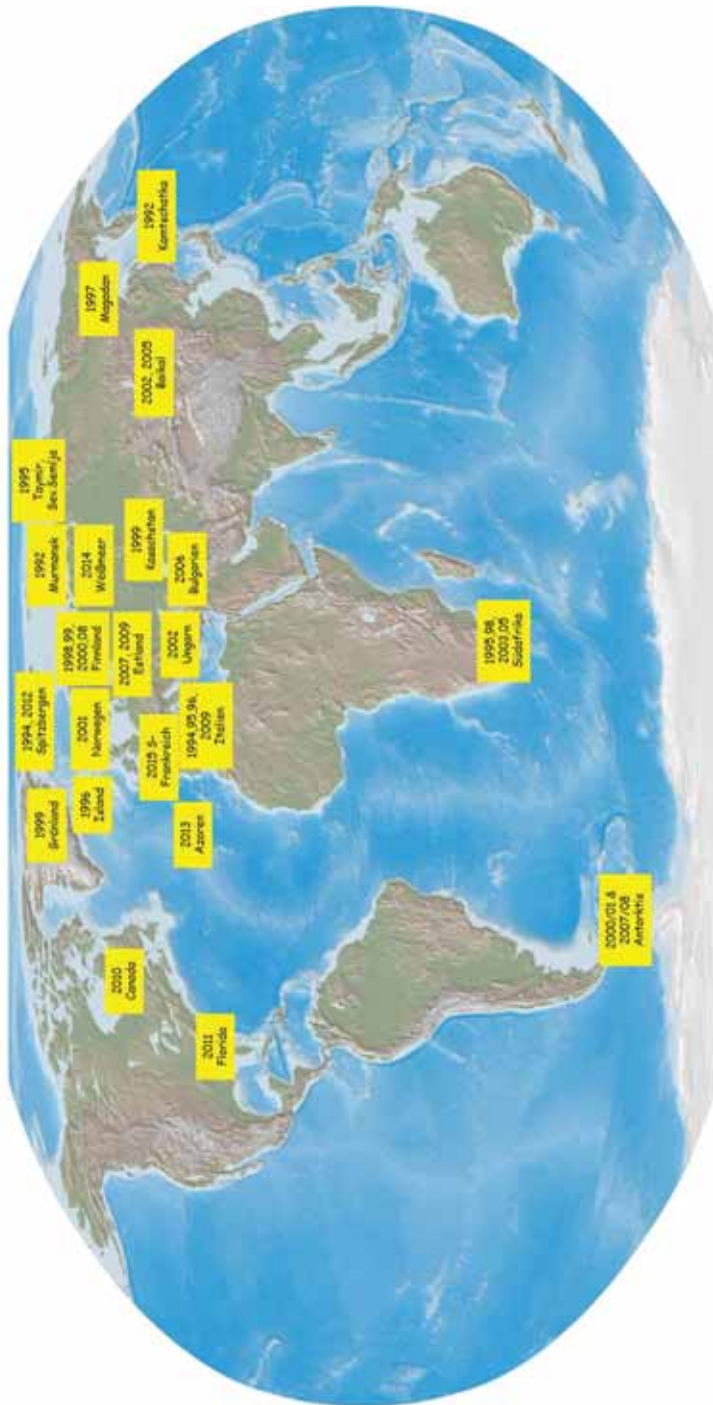 1999
Grönland
1994, 2012
Spitzbergen
1992
Murmansk
1995
Taymir,
Sev.Semlja
1996
Island
2001
Norwegen
1998,99,
2000,08
Finnland
2014
Weißmeer
1997
Magadan
2010
Canada
2015 S-
Frankreich
2007, 2009
Estland
1999
Kasachstan
2002, 2005
Baikal
1992
Kamtschatka
2011
Florida
2013
Azoren
1994,95,96,
2009
Italien
2002
Ungarn
2006
Bulgarien
1995,98,
2003,05
Südafrika
2000/01 &
2007/08
Antarktis